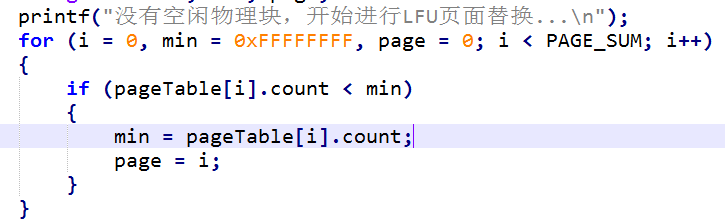 printf("没有空闲物理块，开始进行LFU页面替换...\n");
for (i = 0, min = 0xFFFFFFFF, page = 0; i < PAGE_SUM; i++)
{
if (pageTable[i].count < min)
{
min = pageTable[i].count;
page = i;
}
}